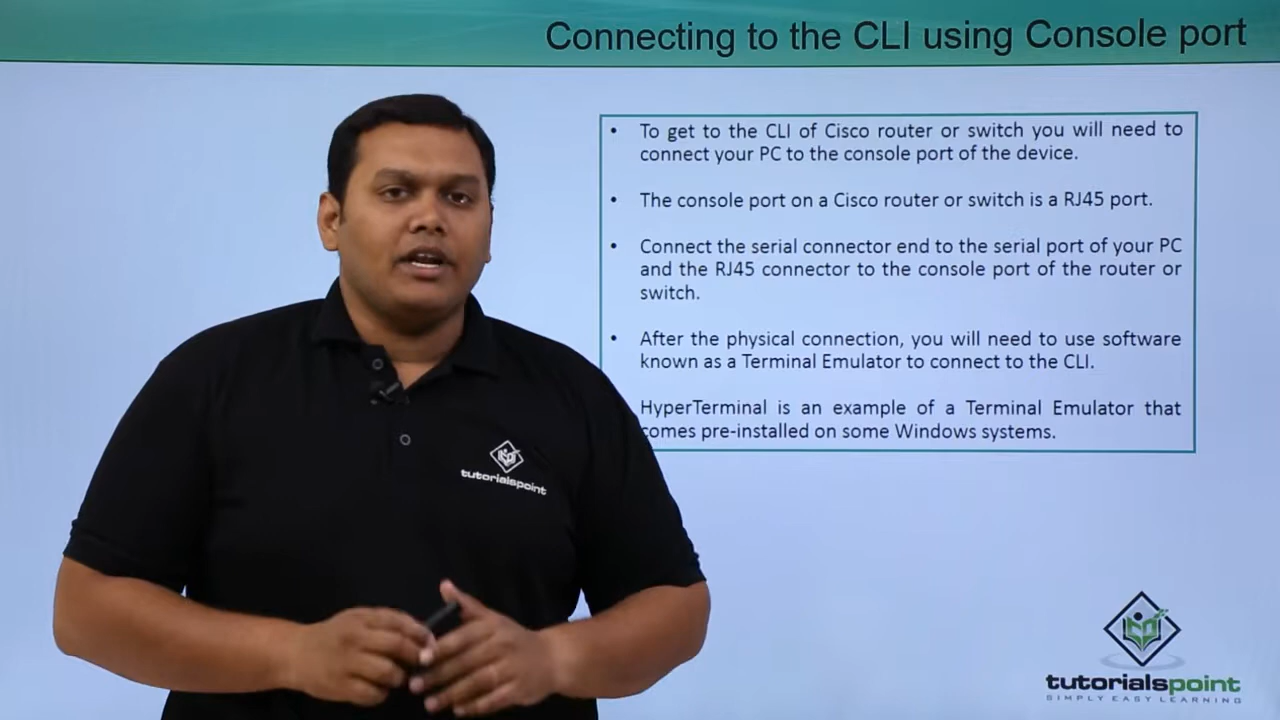 Connecting to the CLI using Console port
• To get to the CLI of Cisco router or switch you will need to
connect your PC to the console port of the device.
• The console port on a Cisco router or switch is a RJ45 port.
• Connect the serial connector end to the serial port of your PC
and the RJ45 connector to the console port of the router or
switch.
• After the physical connection, you will need to use software
known as a Terminal Emulator to connect to the CLI.
HyperTerminal is an example of a Terminal Emulator that
comes pre-installed on some Windows systems.
tutorialspoint
tutorialspoint
SIMPLY EASY LEARNING